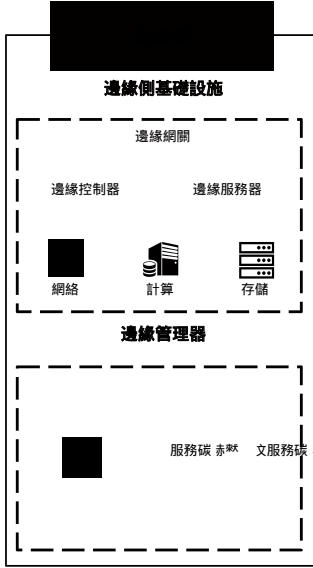 邊緣側基礎設施
邊緣網關
邊緣控制器 邊緣服務器
網絡 計算 存儲
邊緣管理器
服務碳 赤 文服務碳